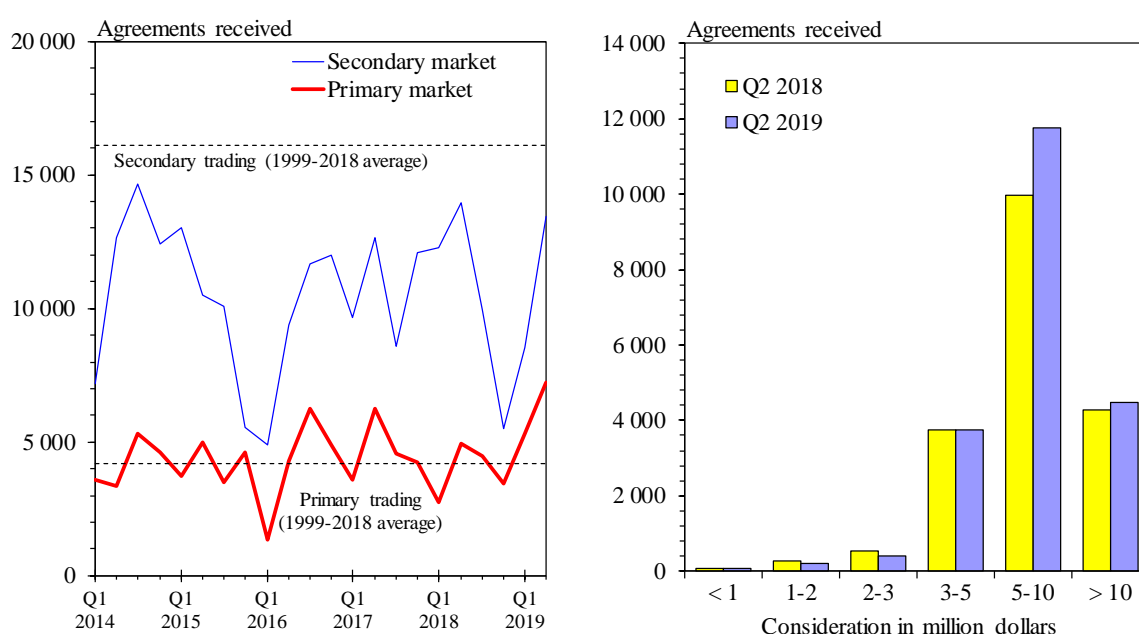 Agreements received
20 000
15 000
10 000
5 000
0
Secondary market
Primary market
Secondary trading (1999-2018 average)
Primary trading
(1999-2018 average)
Q1 Q1 Q1 Q1 Q1 Q1
2014 2015 2016 2017 2018 2019
Agreements received
14 000
12 000
10 000
8 000
6 000
4 000
2 000
0
Q2 2018
Q2 2019
< 1 1-2 2-3 3-5 5-10 > 10
Consideration in million dollars